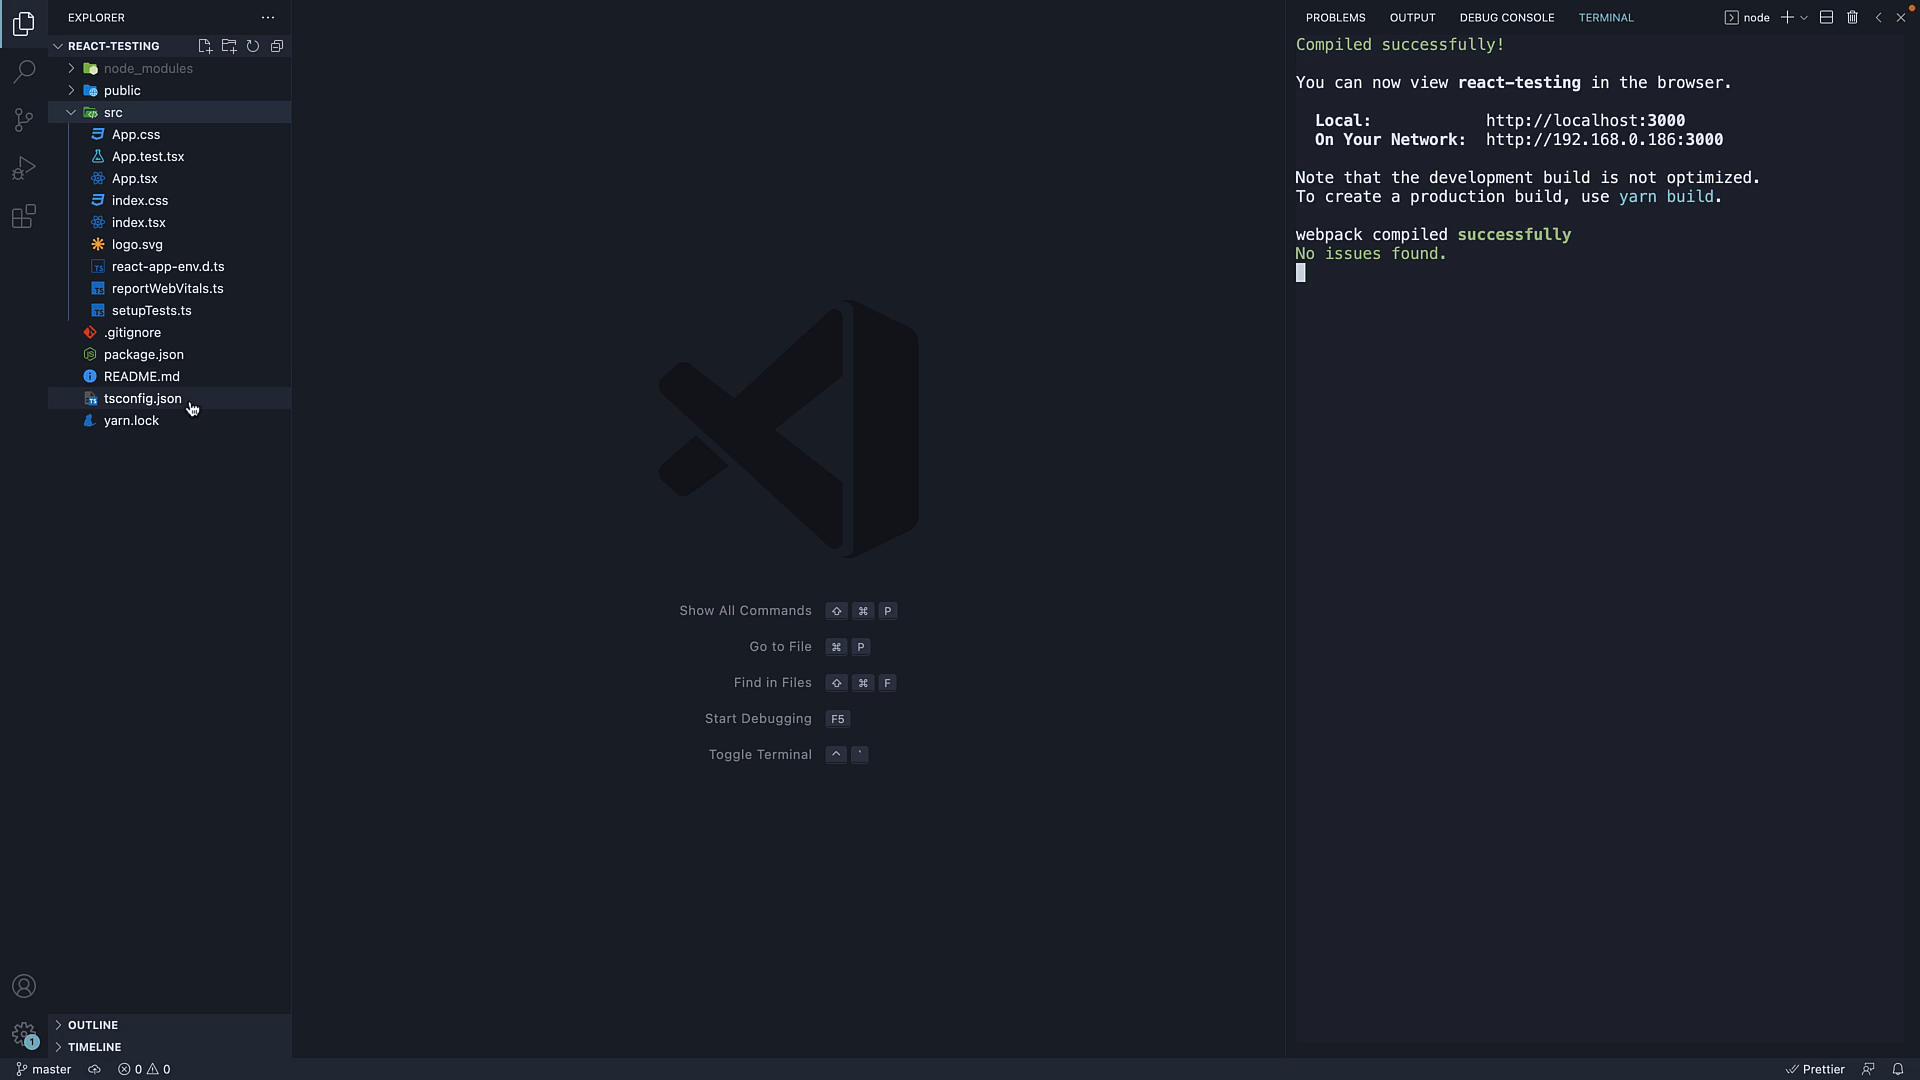 EXPLORER
REACT-TESTING
node_modules
public
src
App.css
App.test.tsx
App.tsx
index.css
index.tsx
logo.svg
react-app-env.d.ts
reportWebVitals.ts
setupTests.ts
.gitignore
package.json
README.md
tsconfig.json
yarn.lock
OUTLINE
TIMELINE
1
Show All Commands ⇧ ⌘ P
Go to File ⌘ P
Find in Files ⇧ ⌘ F
Start Debugging F5
Toggle Terminal ^ `
PROBLEMS OUTPUT DEBUG CONSOLE TERMINAL node
Compiled successfully!
You can now view react-testing in the browser.
Local: http://localhost:3000
On Your Network: http://192.168.0.186:3000
Note that the development build is not optimized.
To create a production build, use yarn build.
webpack compiled successfully
No issues found.
master 0 0 Prettier